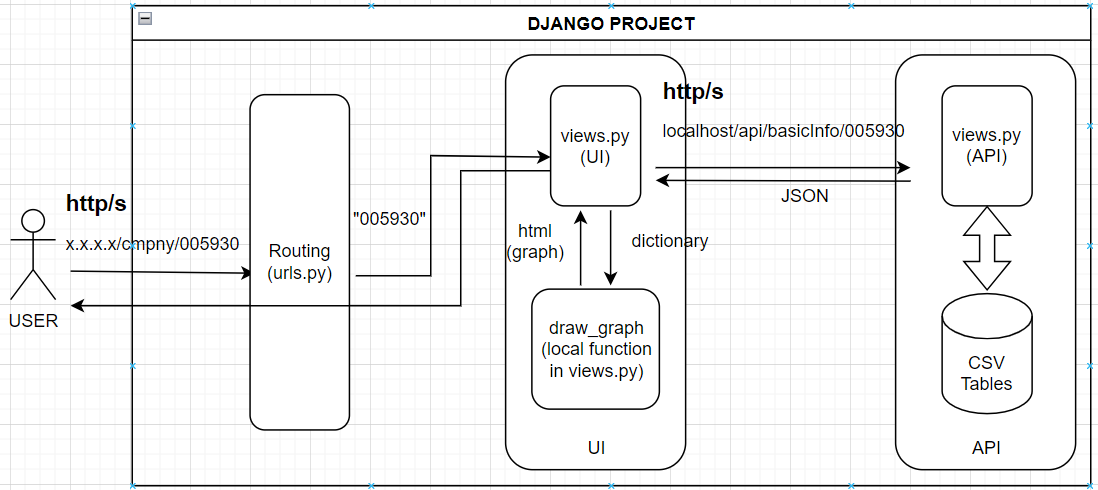 DJANGO PROJECT
http/s
x.x.x.x/cmpny/005930
USER
Routing
(urls.py)
"005930"
views.py
(UI)
html
(graph)
dictionary
draw_graph
(local function
in views.py)
UI
http/s
localhost/api/basicInfo/005930
JSON
views.py
(API)
CSV
Tables
API